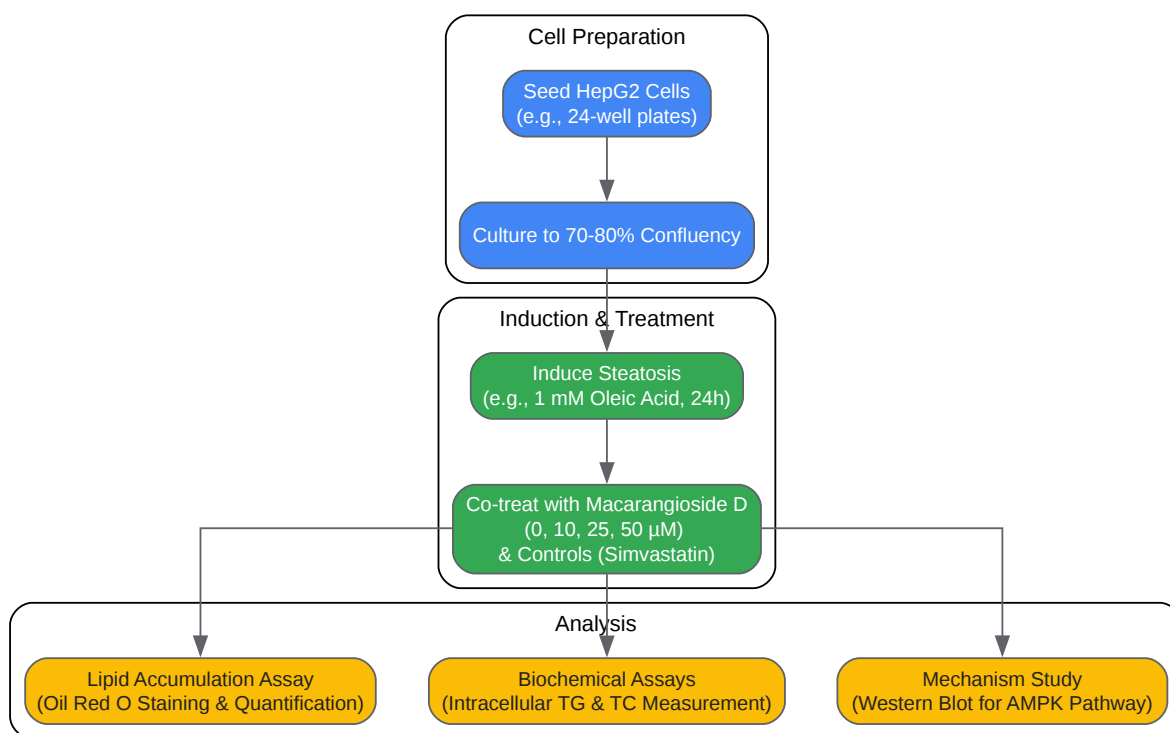 Cell Preparation
Seed HepG2 Cells
(e.g., 24-well plates)
Culture to 70-80% Confluency
Induction & Treatment
Induce Steatosis
(e.g., 1 mM Oleic Acid, 24h)
Co-treat with Macarangioside D
(0, 10, 25, 50 µM)
& Controls (Simvastatin)
Analysis
Lipid Accumulation Assay
(Oil Red O Staining & Quantification)
Biochemical Assays
(Intracellular TG & TC Measurement)
Mechanism Study
(Western Blot for AMPK Pathway)